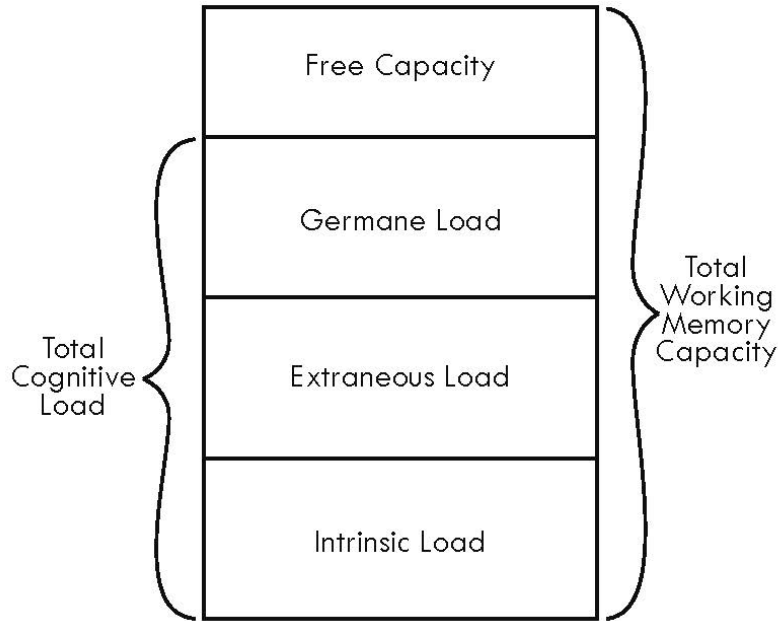 Free Capacity
Germane Load
Extraneous Load
Intrinsic Load
Total
Cognitive
Load
Total
Working
Memory
Capacity